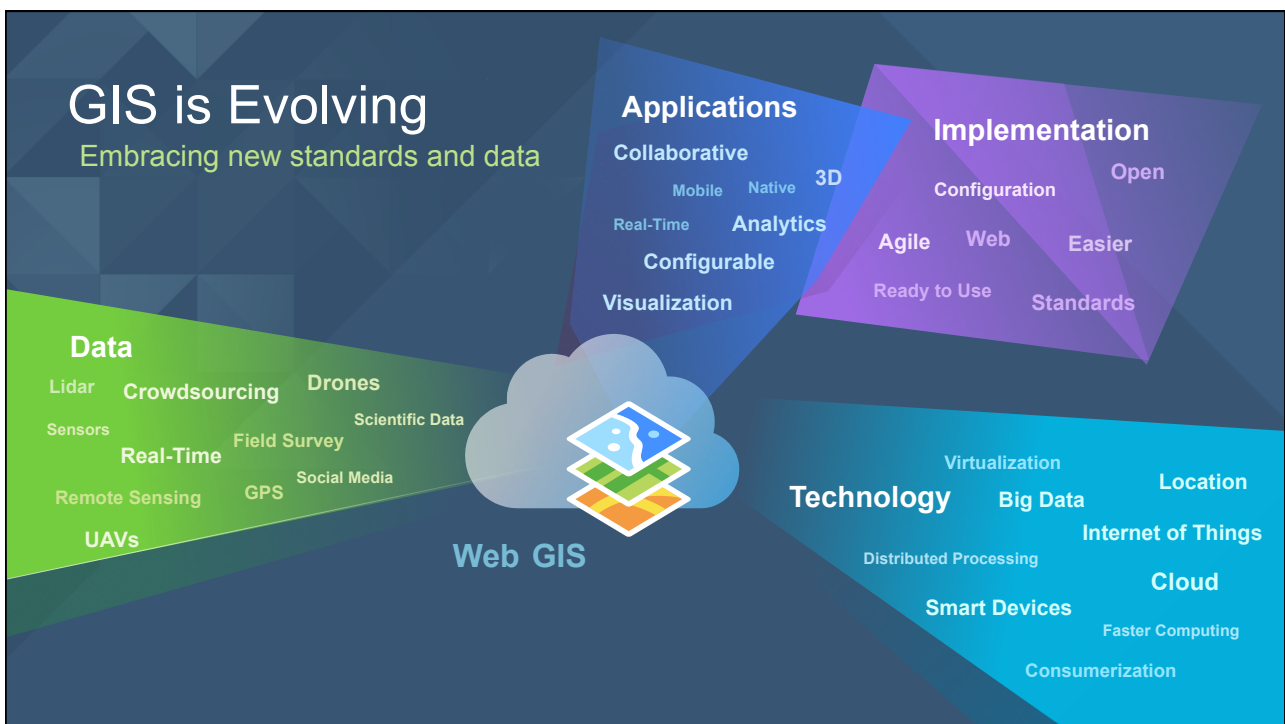 GIS is Evolving
Embracing new standards and data
Applications
Collaborative
Mobile Native 3D
Real-Time Analytics
Configurable
Visualization
Implementation
Open
Configuration
Agile Web Easier
Ready to Use Standards
Data
Lidar Crowdsourcing Drones
Scientific Data
Sensors
Real-Time Field Survey
Social Media
Remote Sensing GPS
UAVs
Web GIS
Virtualization
Location
Technology Big Data
Internet of Things
Distributed Processing
Cloud
Smart Devices
Faster Computing
Consumerization